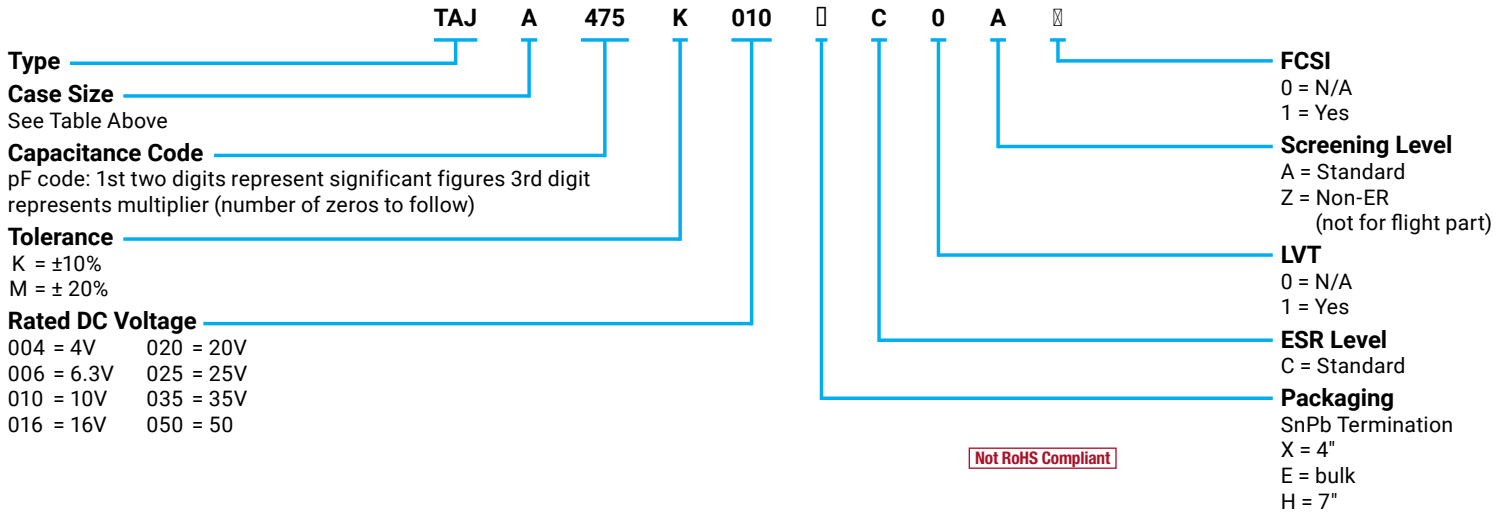 TAJ A 475 K 010 ▯ C 0 A ☒
Type
Case Size
See Table Above
Capacitance Code
pF code: 1st two digits represent significant figures 3rd digit
represents multiplier (number of zeros to follow)
Tolerance
K = ±10%
M = ± 20%
Rated DC Voltage
004 = 4V 020 = 20V
006 = 6.3V 025 = 25V
010 = 10V 035 = 35V
016 = 16V 050 = 50
FCSI
0 = N/A
1 = Yes
Screening Level
A = Standard
Z = Non-ER
(not for flight part)
LVT
0 = N/A
1 = Yes
ESR Level
C = Standard
Packaging
SnPb Termination
X = 4"
E = bulk
H = 7"
Not RoHS Compliant